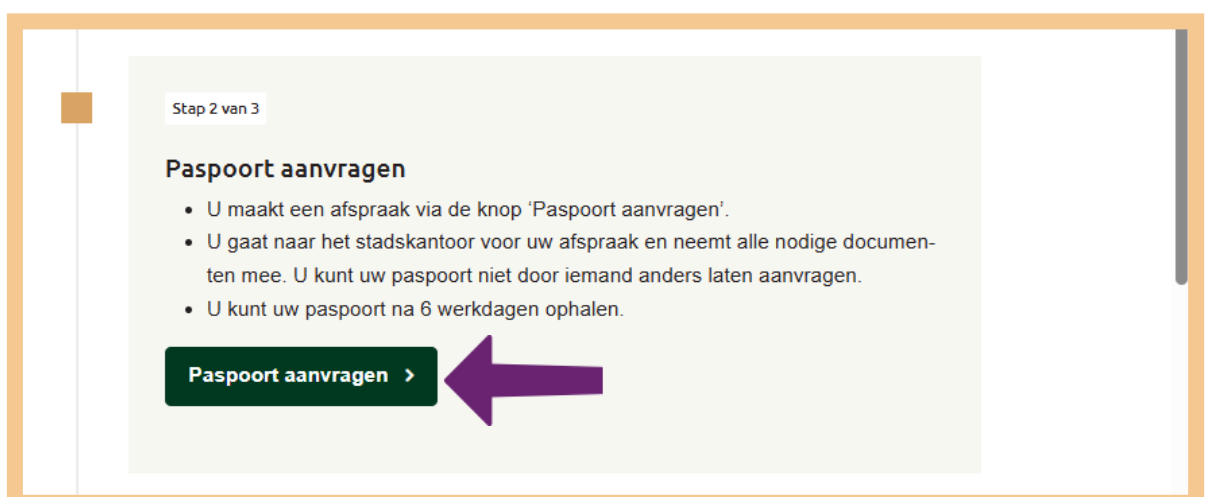 Stap 2 van 3
Paspoort aanvragen
• U maakt een afspraak via de knop ‘Paspoort aanvragen’.
• U gaat naar het stadskantoor voor uw afspraak en neemt alle nodige documen-
ten mee. U kunt uw paspoort niet door iemand anders laten aanvragen.
• U kunt uw paspoort na 6 werkdagen ophalen.
Paspoort aanvragen >